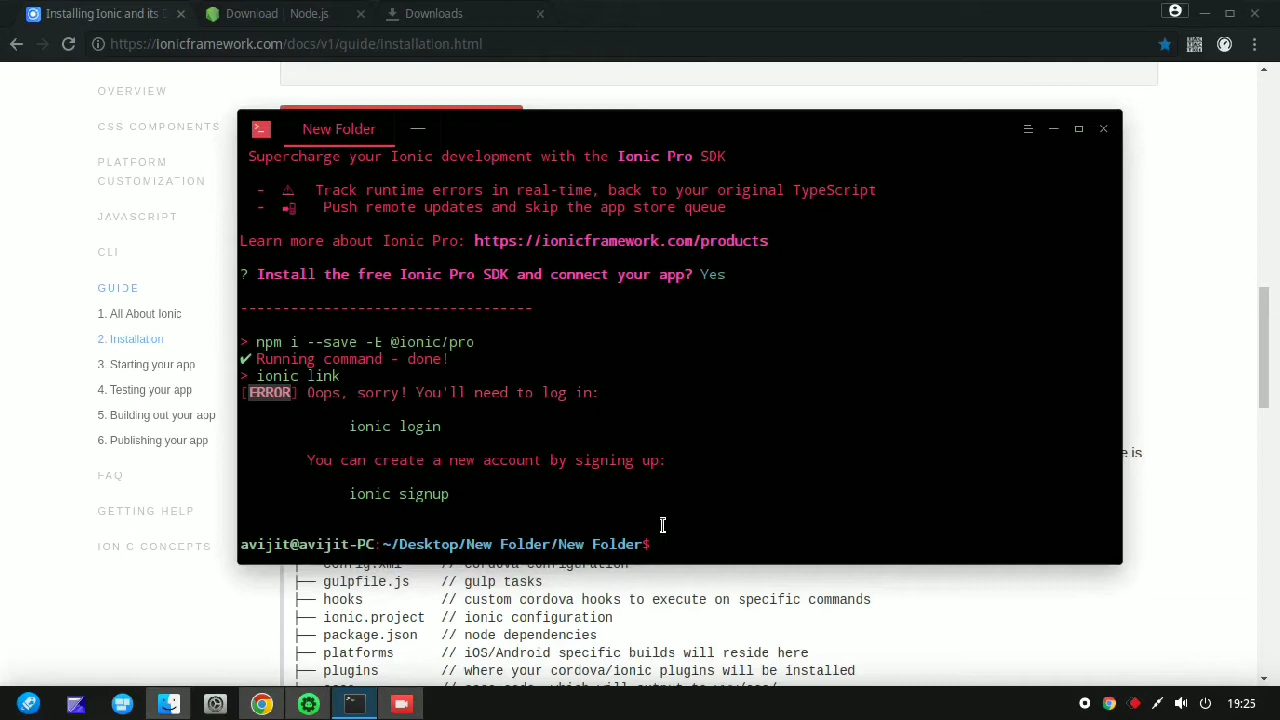 Installing Ionic and its D
Download | Node.js
Downloads
https://ionicframework.com/docs/v1/guide/installation.html
OVERVIEW
CSS COMPONENTS
PLATFORM
CUSTOMIZATION
JAVASCRIPT
CLI
GUIDE
1. All About Ionic
2. Installation
3. Starting your app
4. Testing your app
5. Building out your app
6. Publishing your app
FAQ
GETTING HELP
IONIC CONCEPTS
New Folder
Supercharge your Ionic development with the Ionic Pro SDK
- ⚠ Track runtime errors in real-time, back to your original TypeScript
- 📲 Push remote updates and skip the app store queue
Learn more about Ionic Pro: https://ionicframework.com/products
? Install the free Ionic Pro SDK and connect your app? Yes
-----------------------------------
> npm i --save -E @ionic/pro
✔ Running command - done!
> ionic link
[ERROR] Oops, sorry! You'll need to log in:
ionic login
You can create a new account by signing up:
ionic signup
avijit@avijit-PC:~/Desktop/New Folder/New Folder$
e is
├── config.xml // cordova configuration
├── gulpfile.js // gulp tasks
├── hooks // custom cordova hooks to execute on specific commands
├── ionic.project // ionic configuration
├── package.json // node dependencies
├── platforms // iOS/Android specific builds will reside here
├── plugins // where your cordova/ionic plugins will be installed
19:25